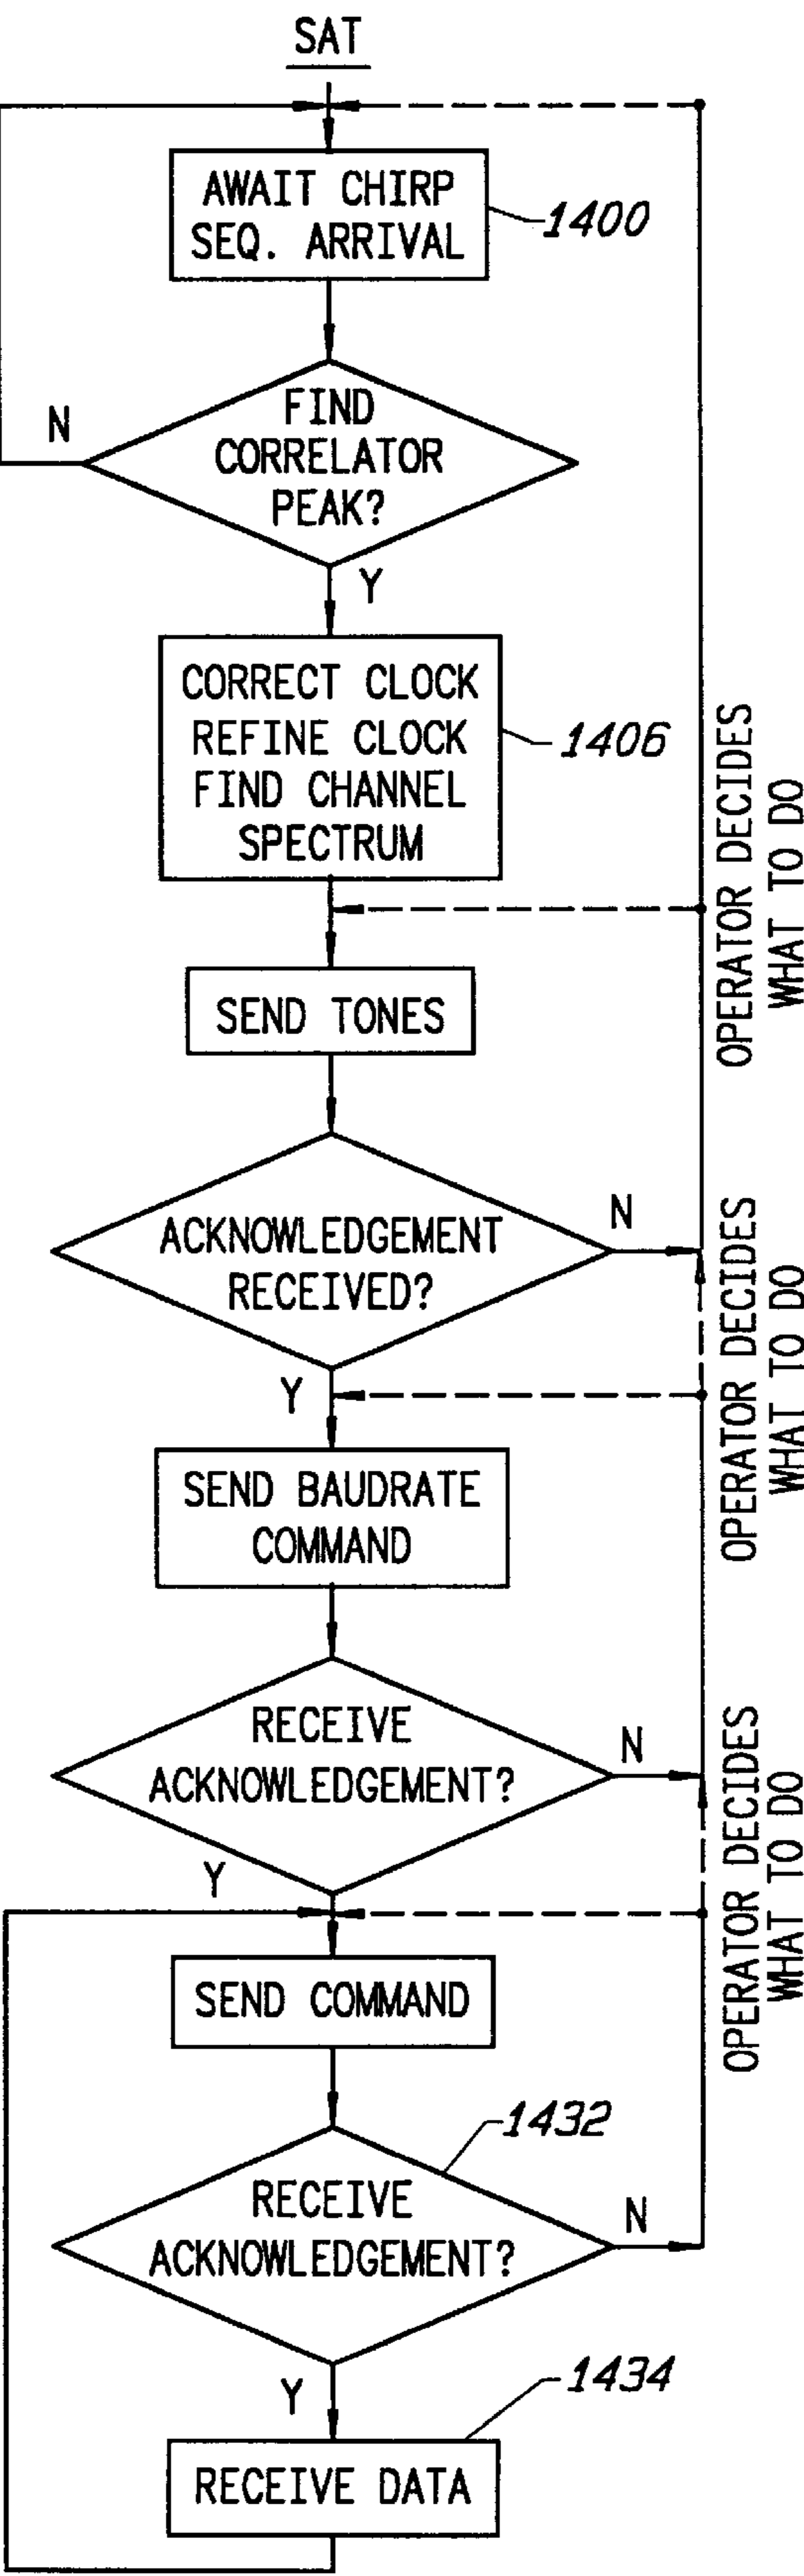 SAT
AWAIT CHIRP
SEQ. ARRIVAL
1400
FIND
CORRELATOR
PEAK?
N
Y
CORRECT CLOCK
REFINE CLOCK
FIND CHANNEL
SPECTRUM
1406
OPERATOR DECIDES
WHAT TO DO
SEND TONES
ACKNOWLEDGEMENT
RECEIVED?
N
Y
OPERATOR DECIDES
WHAT TO DO
SEND BAUDRATE
COMMAND
RECEIVE
ACKNOWLEDGEMENT?
N
Y
OPERATOR DECIDES
WHAT TO DO
SEND COMMAND
1432
RECEIVE
ACKNOWLEDGEMENT?
N
Y
1434
RECEIVE DATA